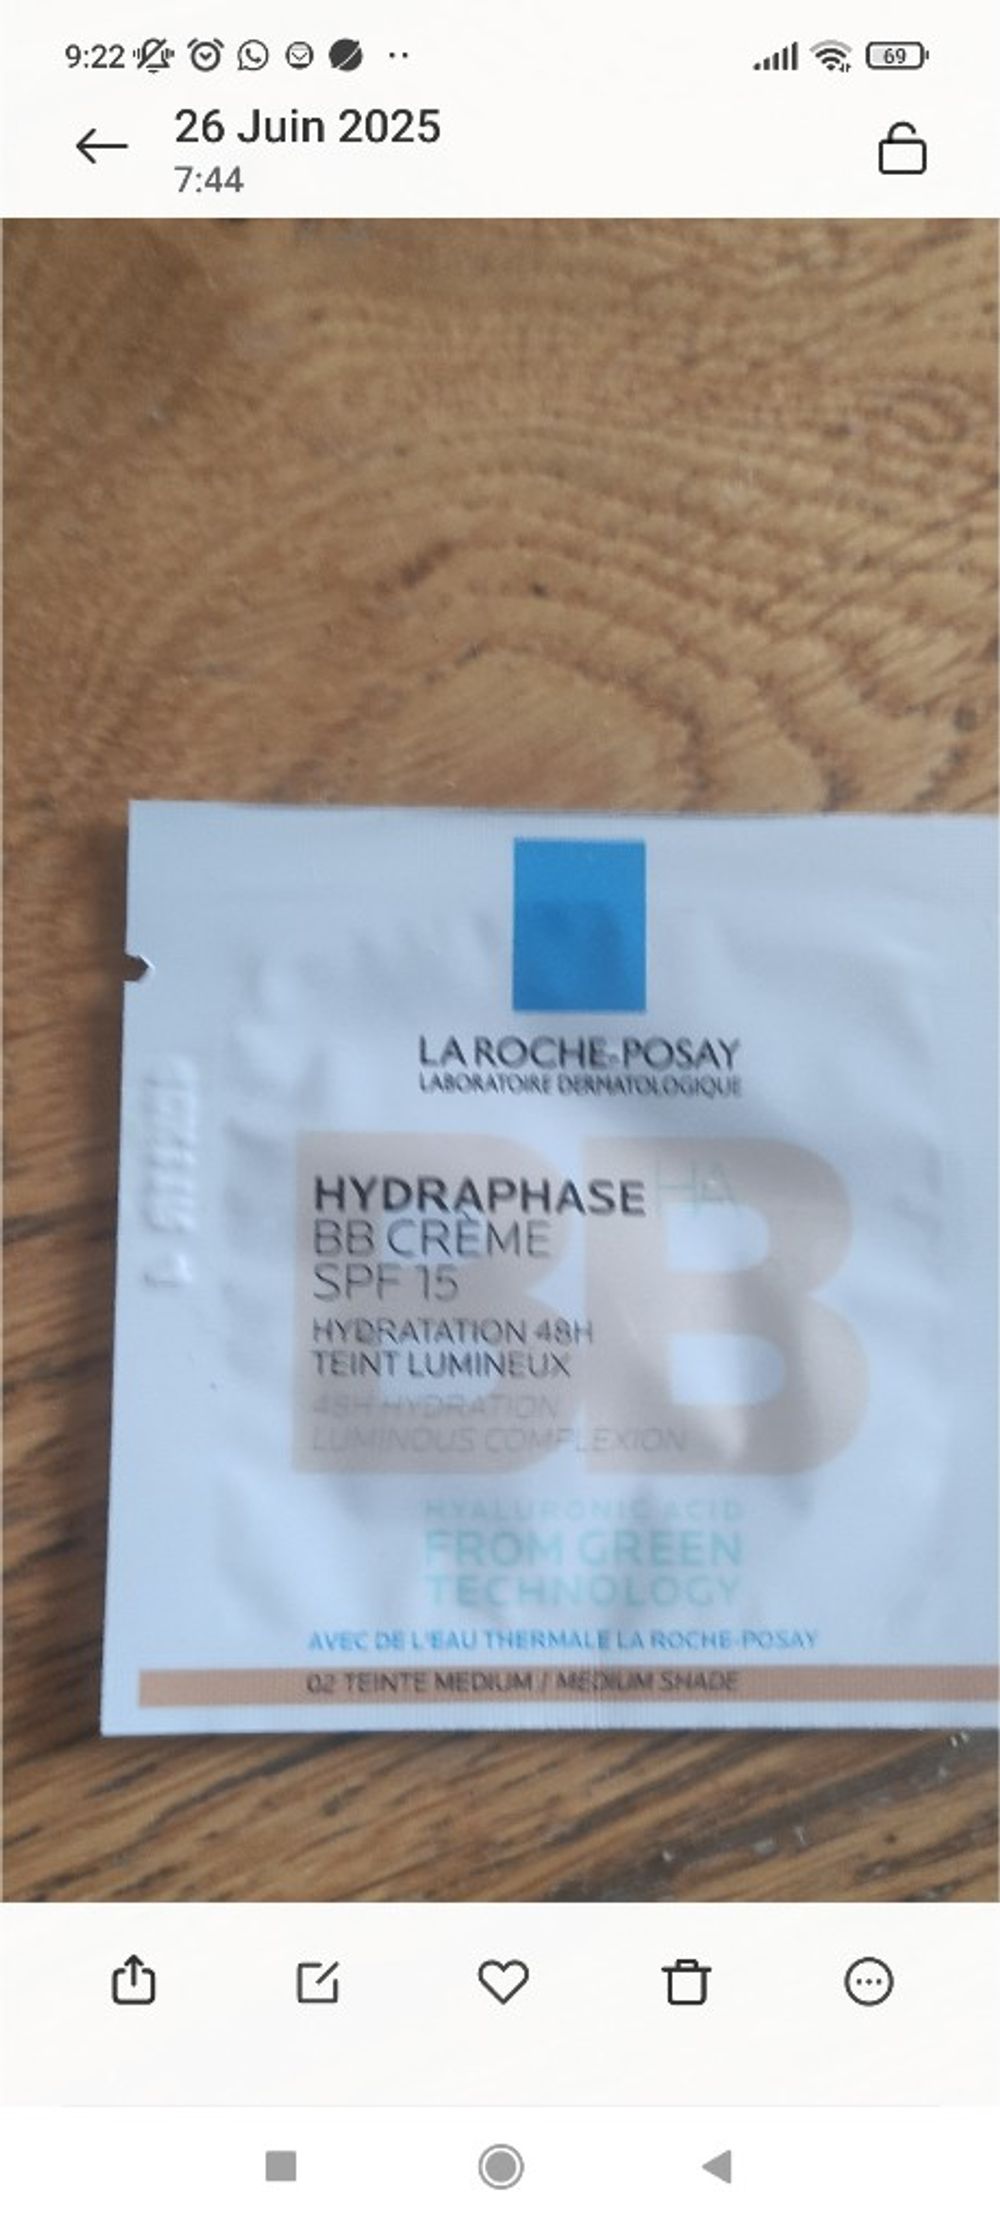 9:22
69
26 Juin 2025
7:44
LA ROCHE-POSAY
LABORATOIRE DERMATOLOGIQUE
HYDRAPHASE HA
BB CRÈME
SPF 15
HYDRATATION 48H
TEINT LUMINEUX
48H HYDRATION
LUMINOUS COMPLEXION
BB
HYALURONIC ACID
FROM GREEN
TECHNOLOGY
AVEC DE L'EAU THERMALE LA ROCHE-POSAY
02 TEINTE MEDIUM / MEDIUM SHADE